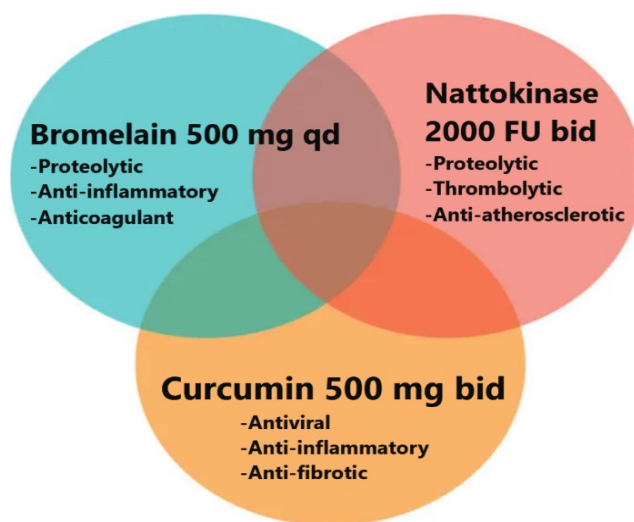 Bromelain 500 mg qd
-Proteolytic
-Anti-inflammatory
-Anticoagulant
Nattokinase
2000 FU bid
-Proteolytic
-Thrombolytic
-Anti-atherosclerotic
Curcumin 500 mg bid
-Antiviral
-Anti-inflammatory
-Anti-fibrotic